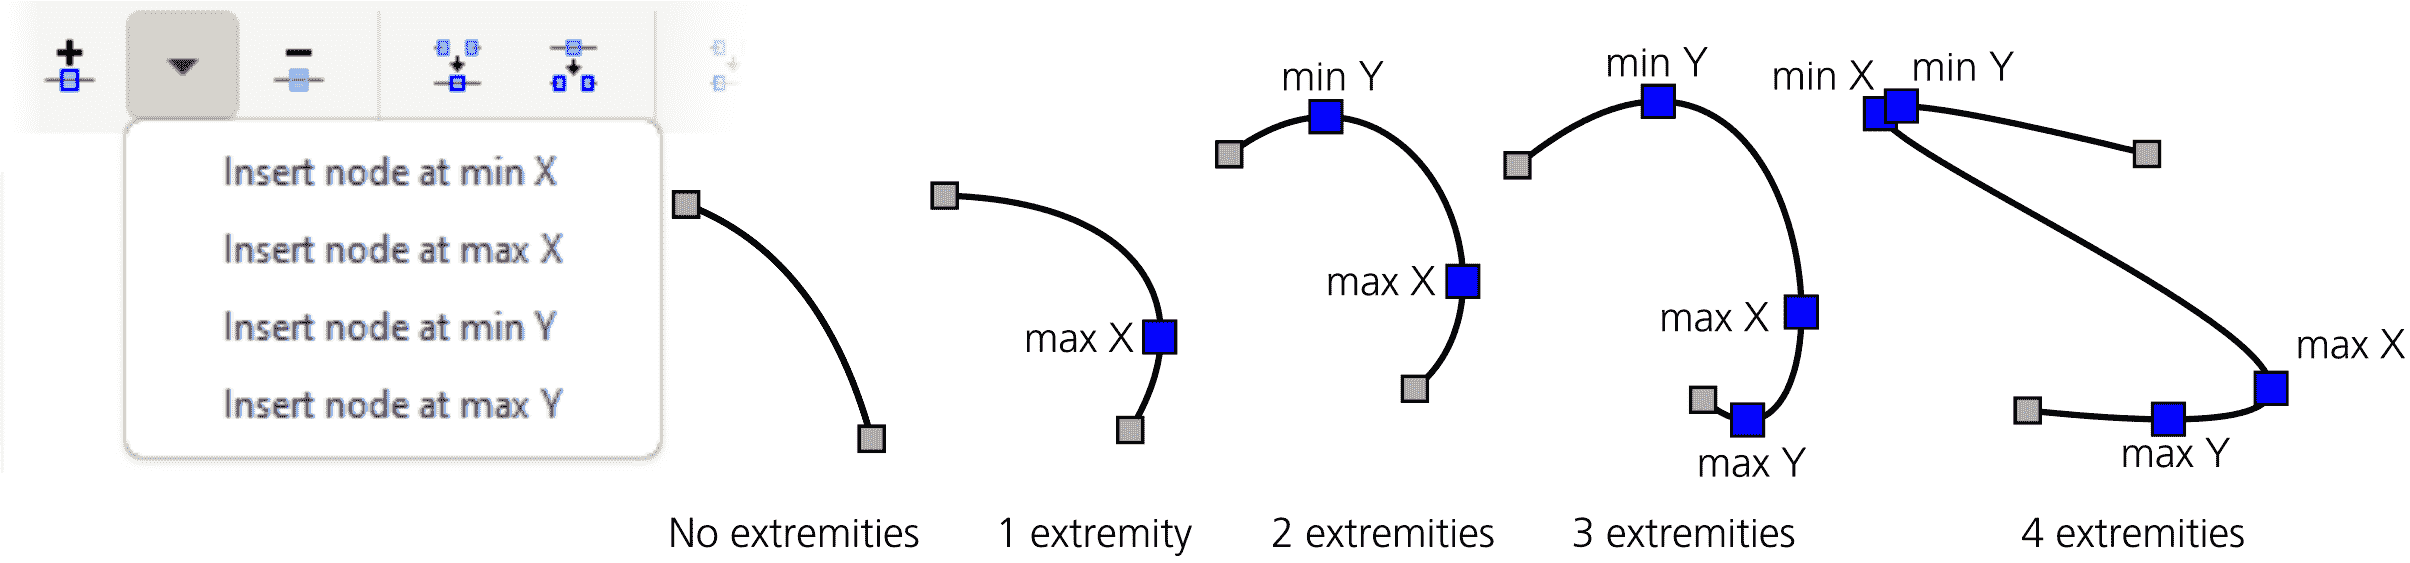 Insert node at min X
Insert node at max X
Insert node at min Y
Insert node at max Y
No extremities
max X
1 extremity
min Y
max X
2 extremities
min Y
max X
max Y
3 extremities
min X
min Y
max X
max Y
4 extremities